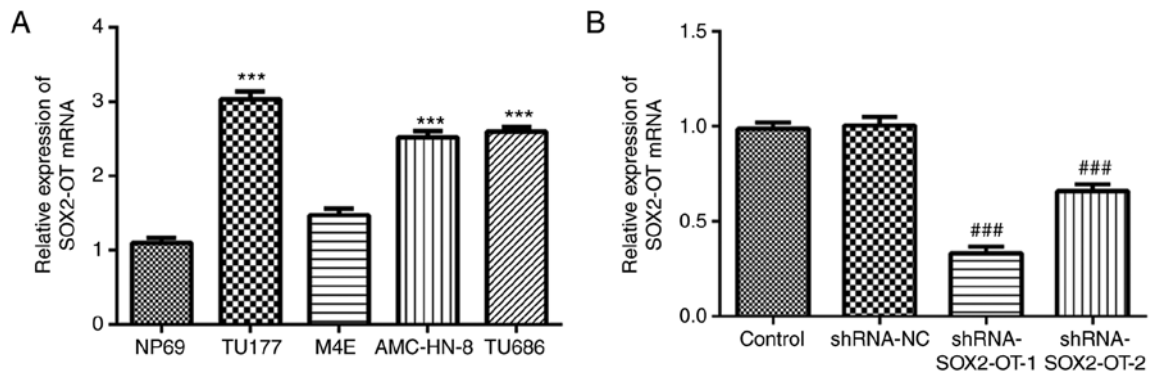 A
Relative expression of
SOX2-OT mRNA
4
3
2
1
0
***
***
***
NP69
TU177
M4E
AMC-HN-8
TU686
B
Relative expression of
SOX2-OT mRNA
1.5
1.0
0.5
0.0
###
###
Control
shRNA-NC
shRNA-
SOX2-OT-1
shRNA-
SOX2-OT-2